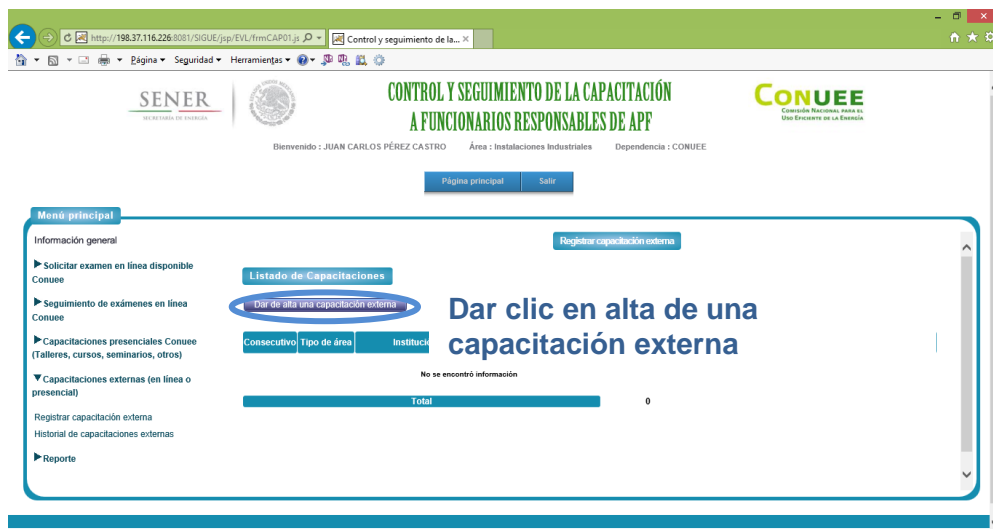 http://198.37.116.226:8081/SIGUE/jsp/EVL/frmCAP01.js
Control y seguimiento de la...
Página Seguridad Herramientas
SENER
SECRETARÍA DE ENERGÍA
CONTROL Y SEGUIMIENTO DE LA CAPACITACIÓN
A FUNCIONARIOS RESPONSABLES DE APF
CONUEE
COMISIÓN NACIONAL PARA EL
USO EFICIENTE DE LA ENERGÍA
Bienvenido : JUAN CARLOS PÉREZ CASTRO Área : Instalaciones Industriales Dependencia : CONUEE
Página principal Salir
Menú principal
Información general
Registrar capacitación externa
Solicitar examen en línea disponible
Conuee
Seguimiento de exámenes en línea
Conuee
Capacitaciones presenciales Conuee
(Talleres, cursos, seminarios, otros)
Capacitaciones externas (en línea o
presencial)
Registrar capacitación externa
Historial de capacitaciones externas
Reporte
Listado de Capacitaciones
Dar de alta una capacitación externa
Dar clic en alta de una
capacitación externa
Consecutivo Tipo de área
No se encontró información
Total 0